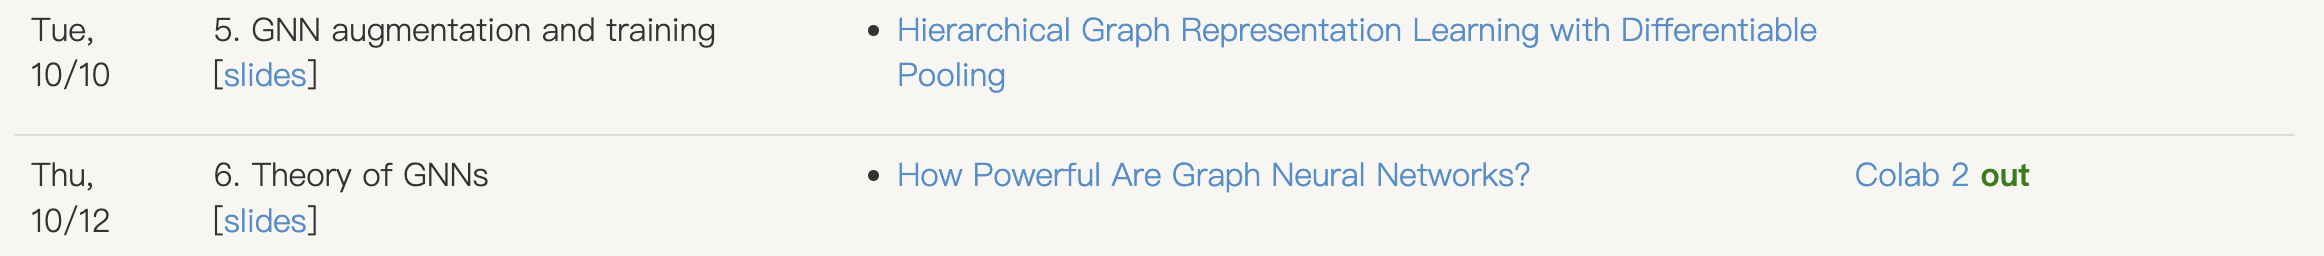 Tue,
10/10
5. GNN augmentation and training
[slides]
• Hierarchical Graph Representation Learning with Differentiable
Pooling
Thu,
10/12
6. Theory of GNNs
[slides]
• How Powerful Are Graph Neural Networks?
Colab 2 out